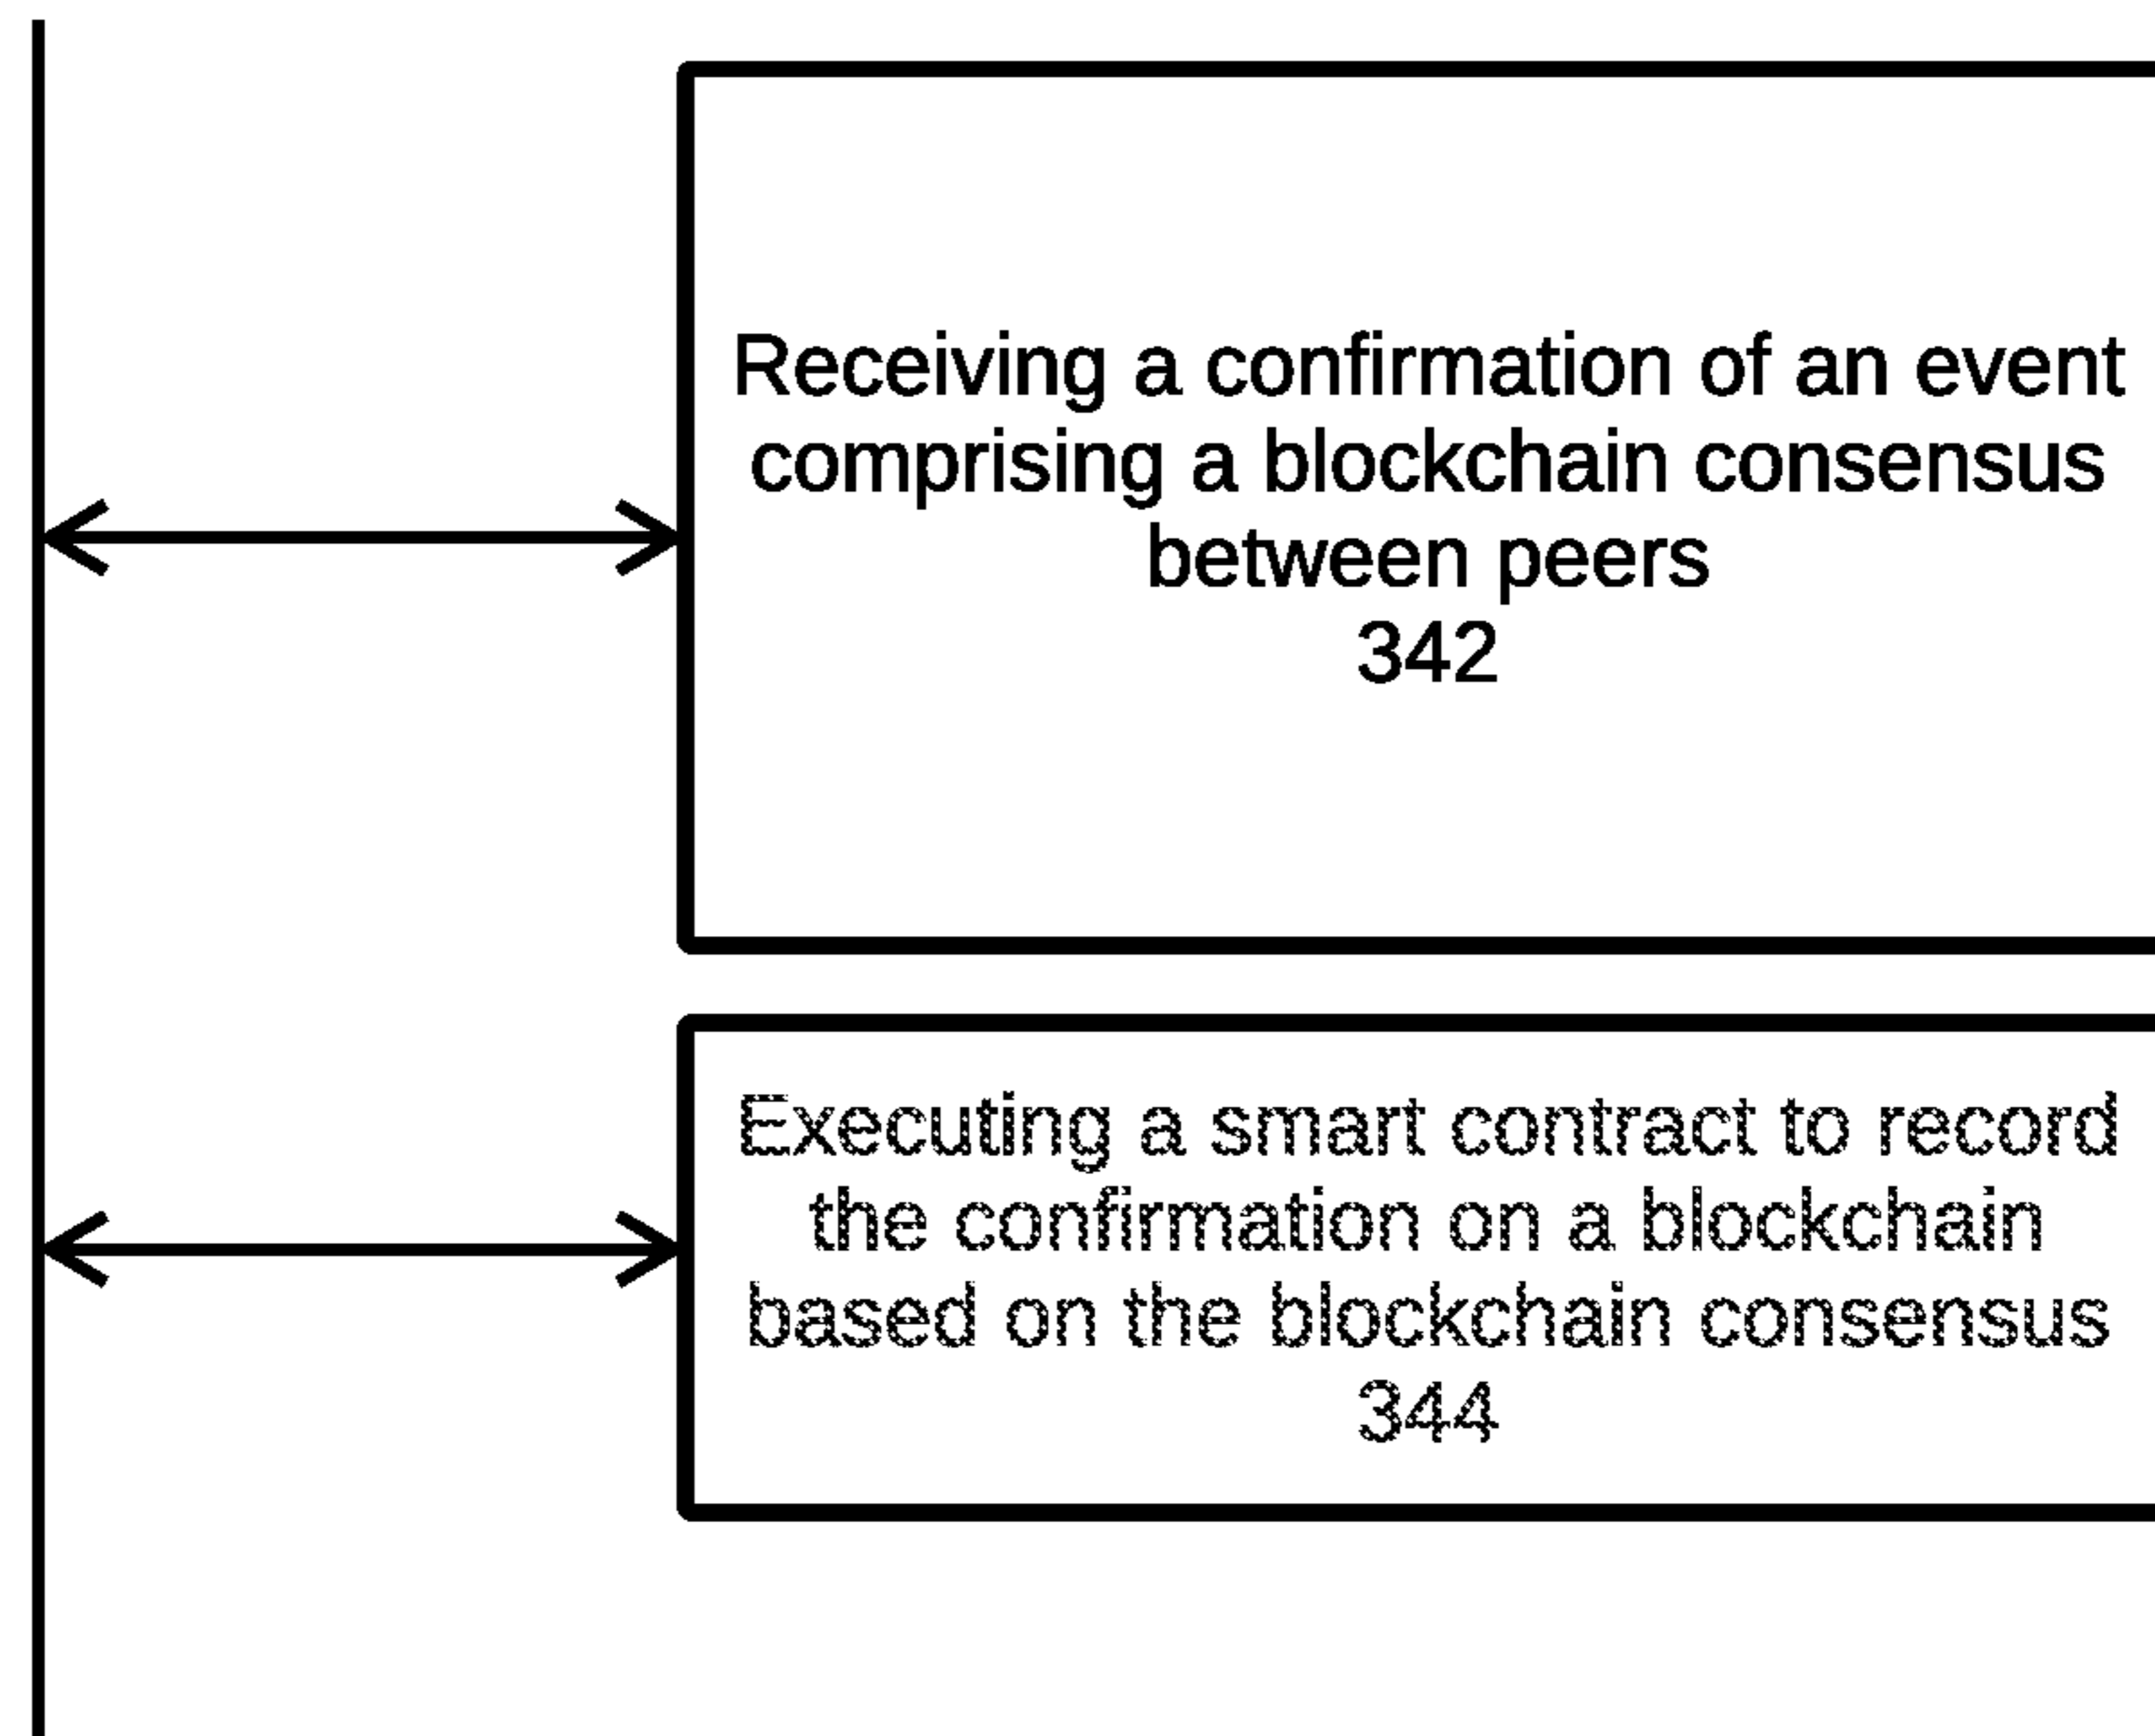 Receiving a confirmation of an event
comprising a blockchain consensus
between peers
342
Executing a smart contract to record
the confirmation on a blockchain
based on the blockchain consensus
344